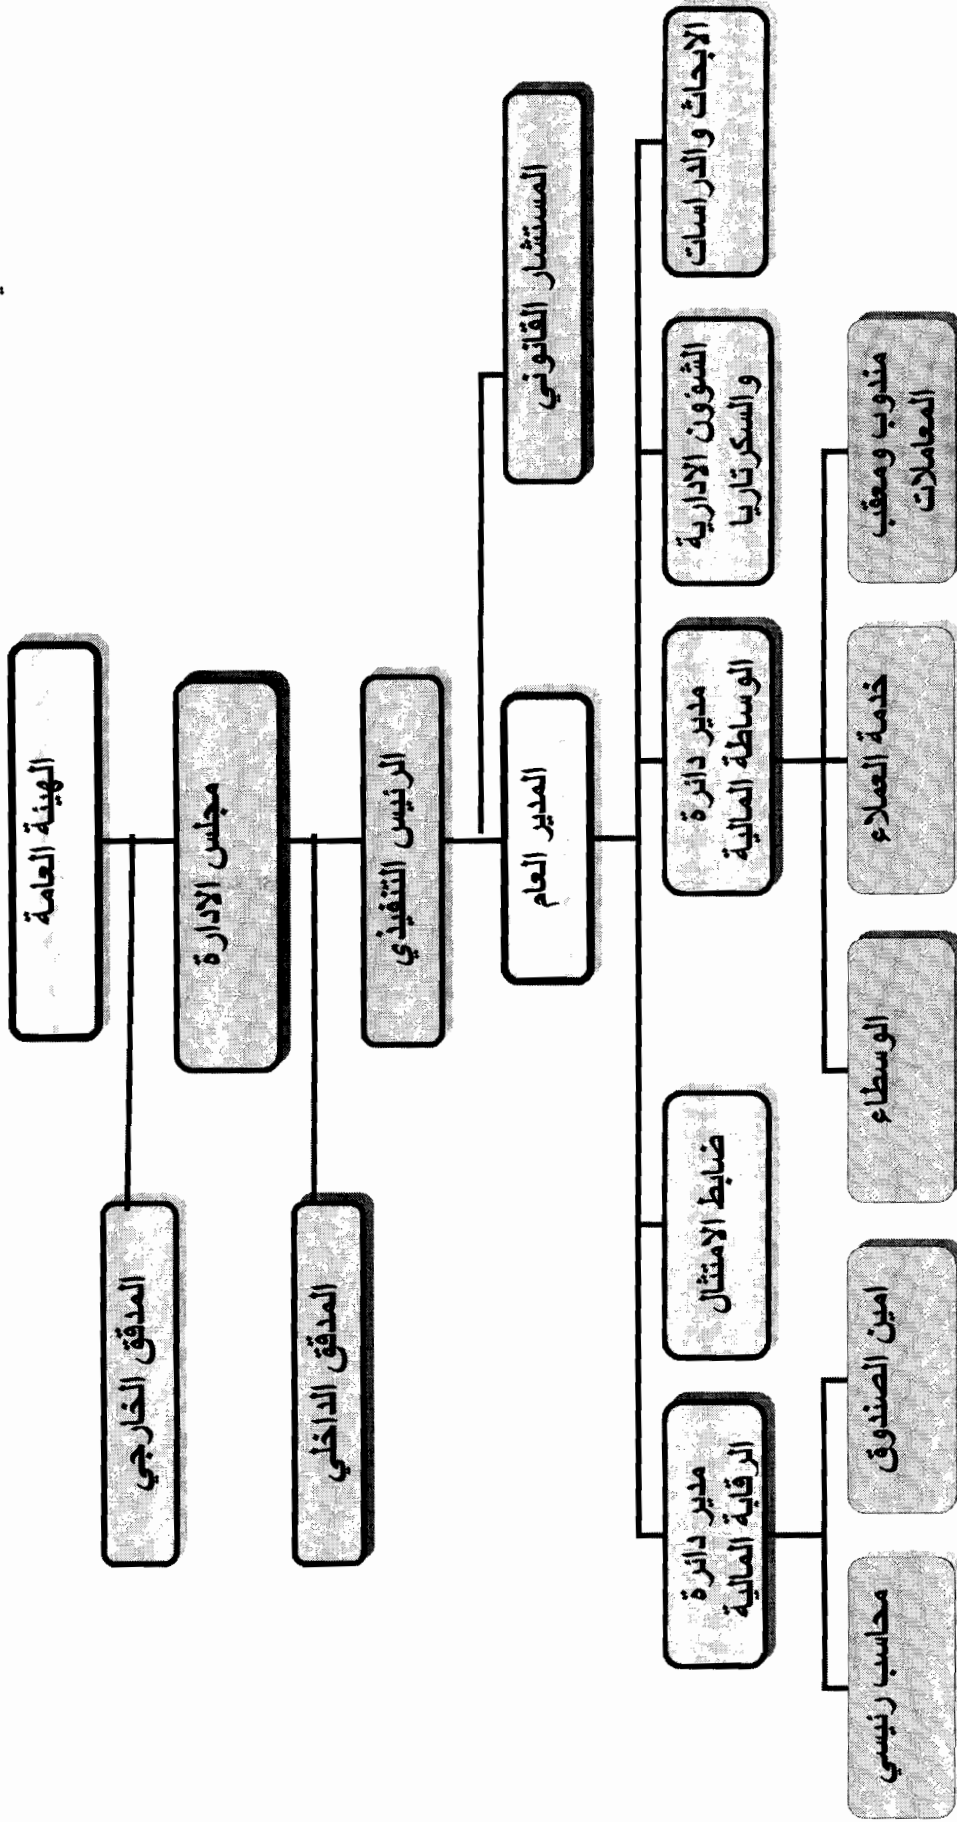 الهيئة العامة
المدقق الخارجي
مجلس الادارة
المدقق الداخلي
الرئيس التنفيذي
المستشار القانوني
المدير العام
الابحاث والدراسات
الشؤون الادارية
والسكرتاريا
مدير دائرة
الوساطة المالية
ضابط الامتثال
مدير دائرة
الرقابة المالية
مندوب ومعقب
المعاملات
خدمة العملاء
الوسطاء
امين الصندوق
محاسب رئيسي